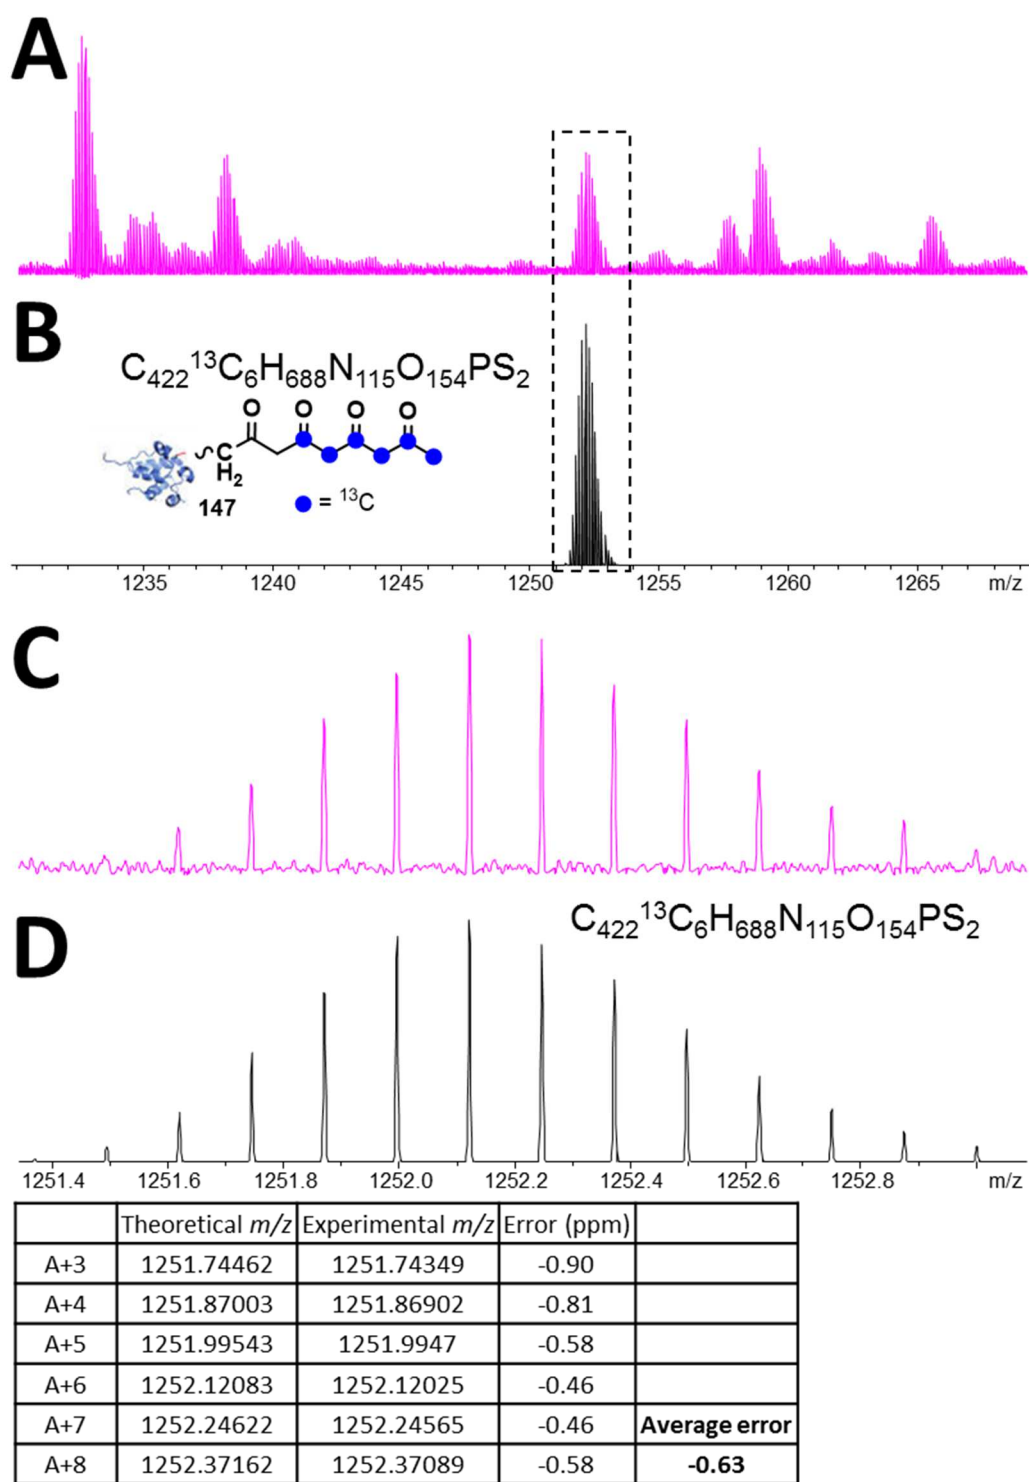 A
B
C₄₂₂¹³C₆H₆₈₈N₁₁₅O₁₅₄PS₂
O O O O
C
H₂
147
= ¹³C
1235 1240 1245 1250 1255 1260 1265 m/z
C
C₄₂₂¹³C₆H₆₈₈N₁₁₅O₁₅₄PS₂
D
1251.4 1251.6 1251.8 1252.0 1252.2 1252.4 1252.6 1252.8 m/z
Theoretical m/z Experimental m/z Error (ppm)
A+3 1251.74462 1251.74349 -0.90
A+4 1251.87003 1251.86902 -0.81
A+5 1251.99543 1251.9947 -0.58
A+6 1252.12083 1252.12025 -0.46
A+7 1252.24622 1252.24565 -0.46 Average error
A+8 1252.37162 1252.37089 -0.58 -0.63